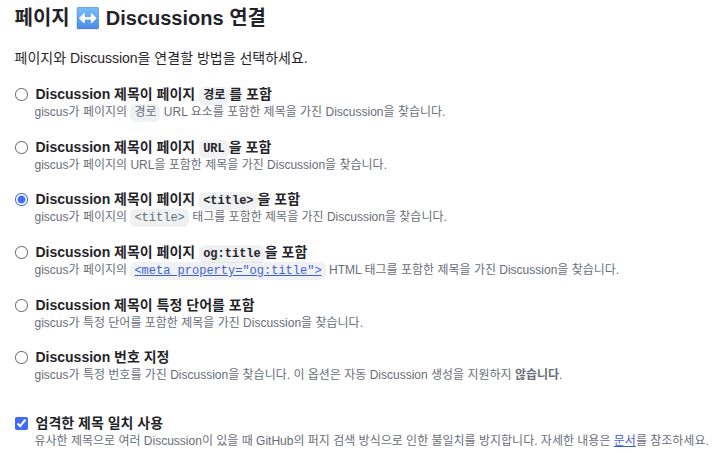 페이지 ↔️ Discussions 연결
페이지와 Discussion을 연결할 방법을 선택하세요.
Discussion 제목이 페이지 경로 를 포함
giscus가 페이지의 경로 URL 요소를 포함한 제목을 가진 Discussion을 찾습니다.
Discussion 제목이 페이지 URL 을 포함
giscus가 페이지의 URL을 포함한 제목을 가진 Discussion을 찾습니다.
Discussion 제목이 페이지 <title> 을 포함
giscus가 페이지의 <title> 태그를 포함한 제목을 가진 Discussion을 찾습니다.
Discussion 제목이 페이지 og:title 을 포함
giscus가 페이지의 <meta property="og:title"> HTML 태그를 포함한 제목을 가진 Discussion을 찾습니다.
Discussion 제목이 특정 단어를 포함
giscus가 특정 단어를 포함한 제목을 가진 Discussion을 찾습니다.
Discussion 번호 지정
giscus가 특정 번호를 가진 Discussion을 찾습니다. 이 옵션은 자동 Discussion 생성을 지원하지 않습니다.
엄격한 제목 일치 사용
유사한 제목으로 여러 Discussion이 있을 때 GitHub의 퍼지 검색 방식으로 인한 불일치를 방지합니다. 자세한 내용은 문서를 참조하세요.